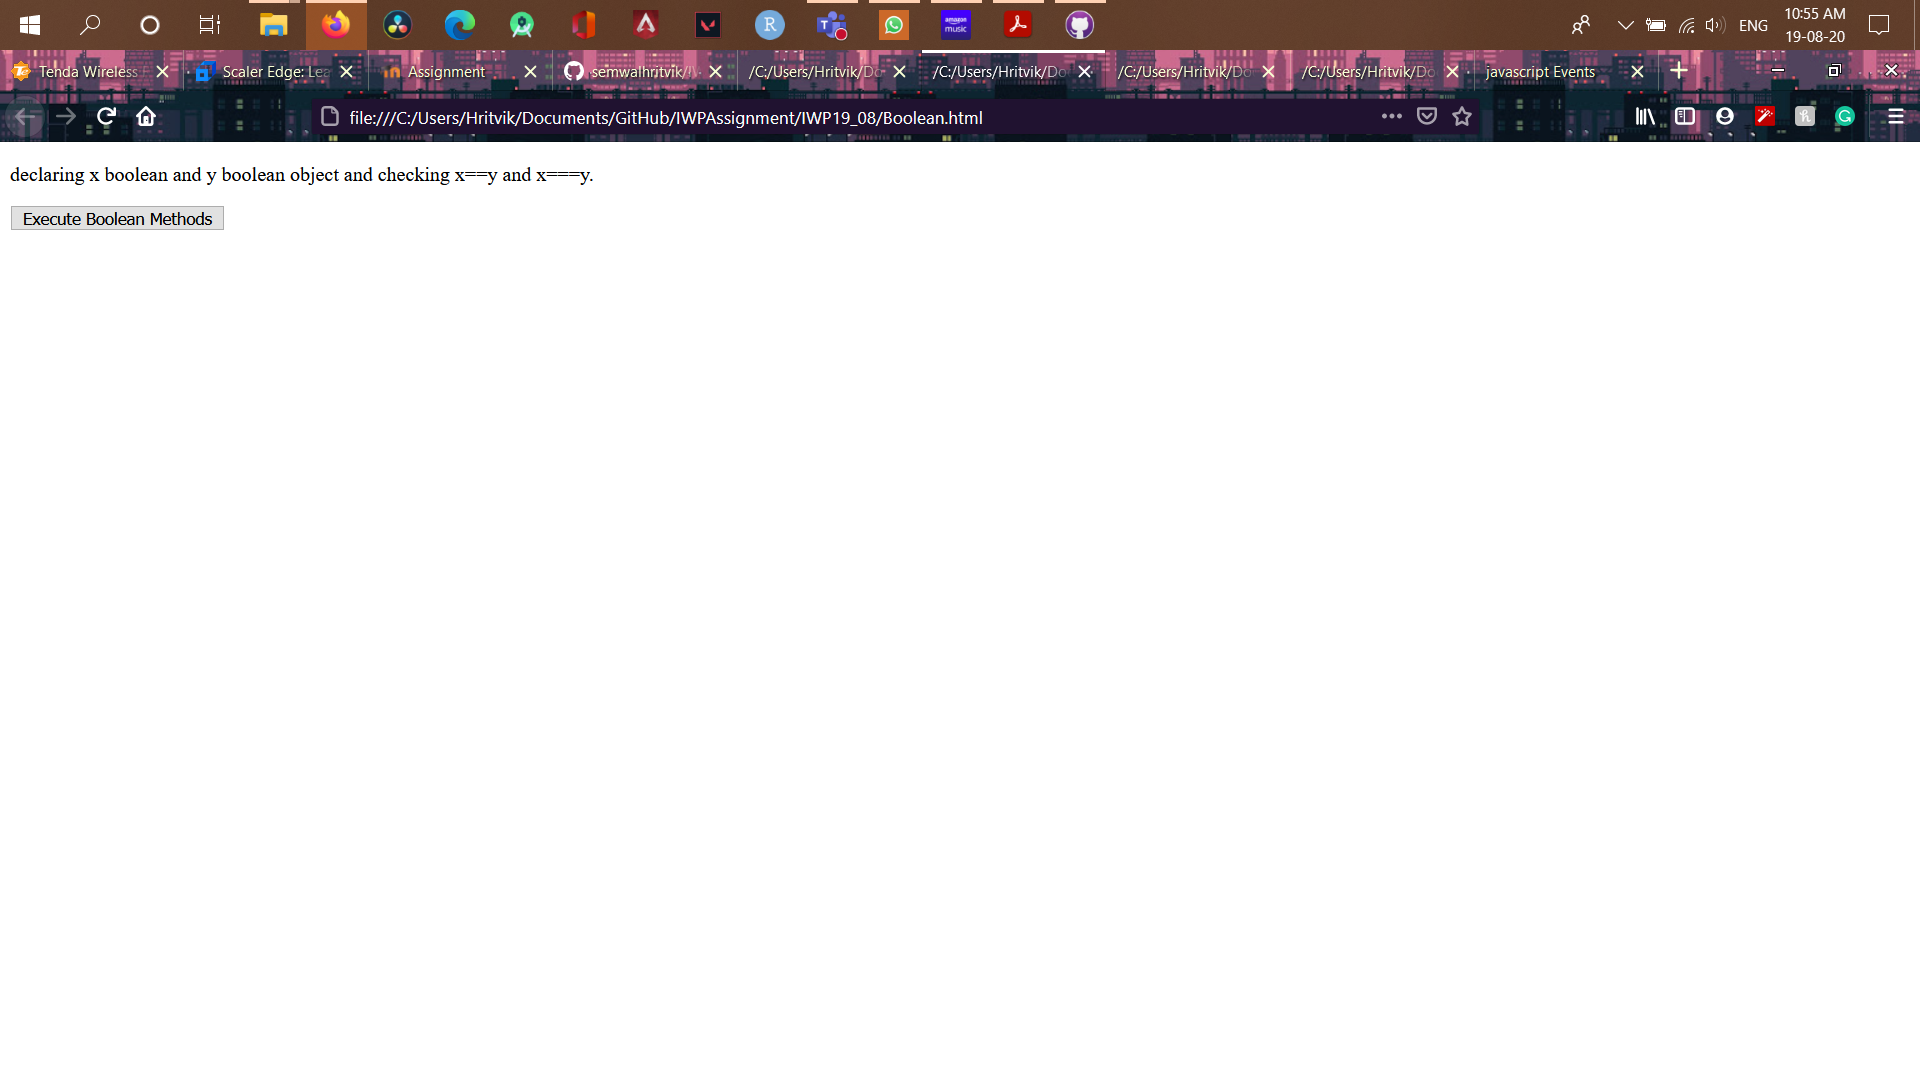 ENG
10:55 AM
19-08-20
R
amazon music
Tenda Wireless
Scaler Edge: Lea
Assignment
semwalhritvik/
/C:/Users/Hritvik/Do
/C:/Users/Hritvik/Do
/C:/Users/Hritvik/Do
/C:/Users/Hritvik/Do
javascript Events
file:///C:/Users/Hritvik/Documents/GitHub/IWPAssignment/IWP19_08/Boolean.html
declaring x boolean and y boolean object and checking x==y and x===y.
Execute Boolean Methods